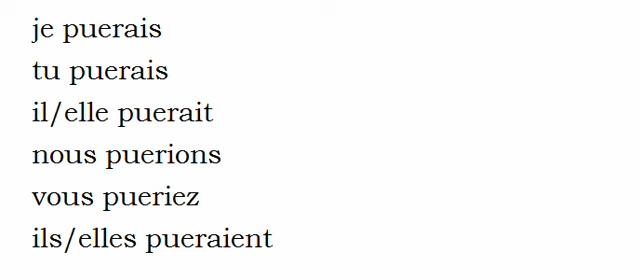 je puerais
tu puerais
il/elle puerait
nous puerions
vous pueriez
ils/elles pueraient